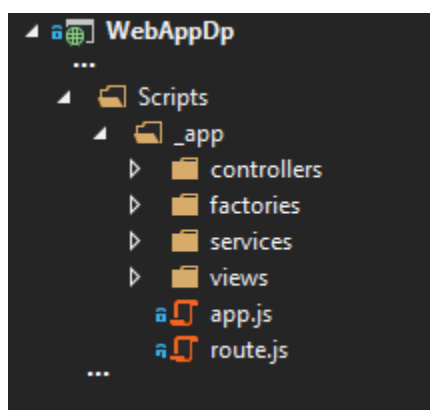 WebAppDp
...
Scripts
_app
controllers
factories
services
views
app.js
route.js
...